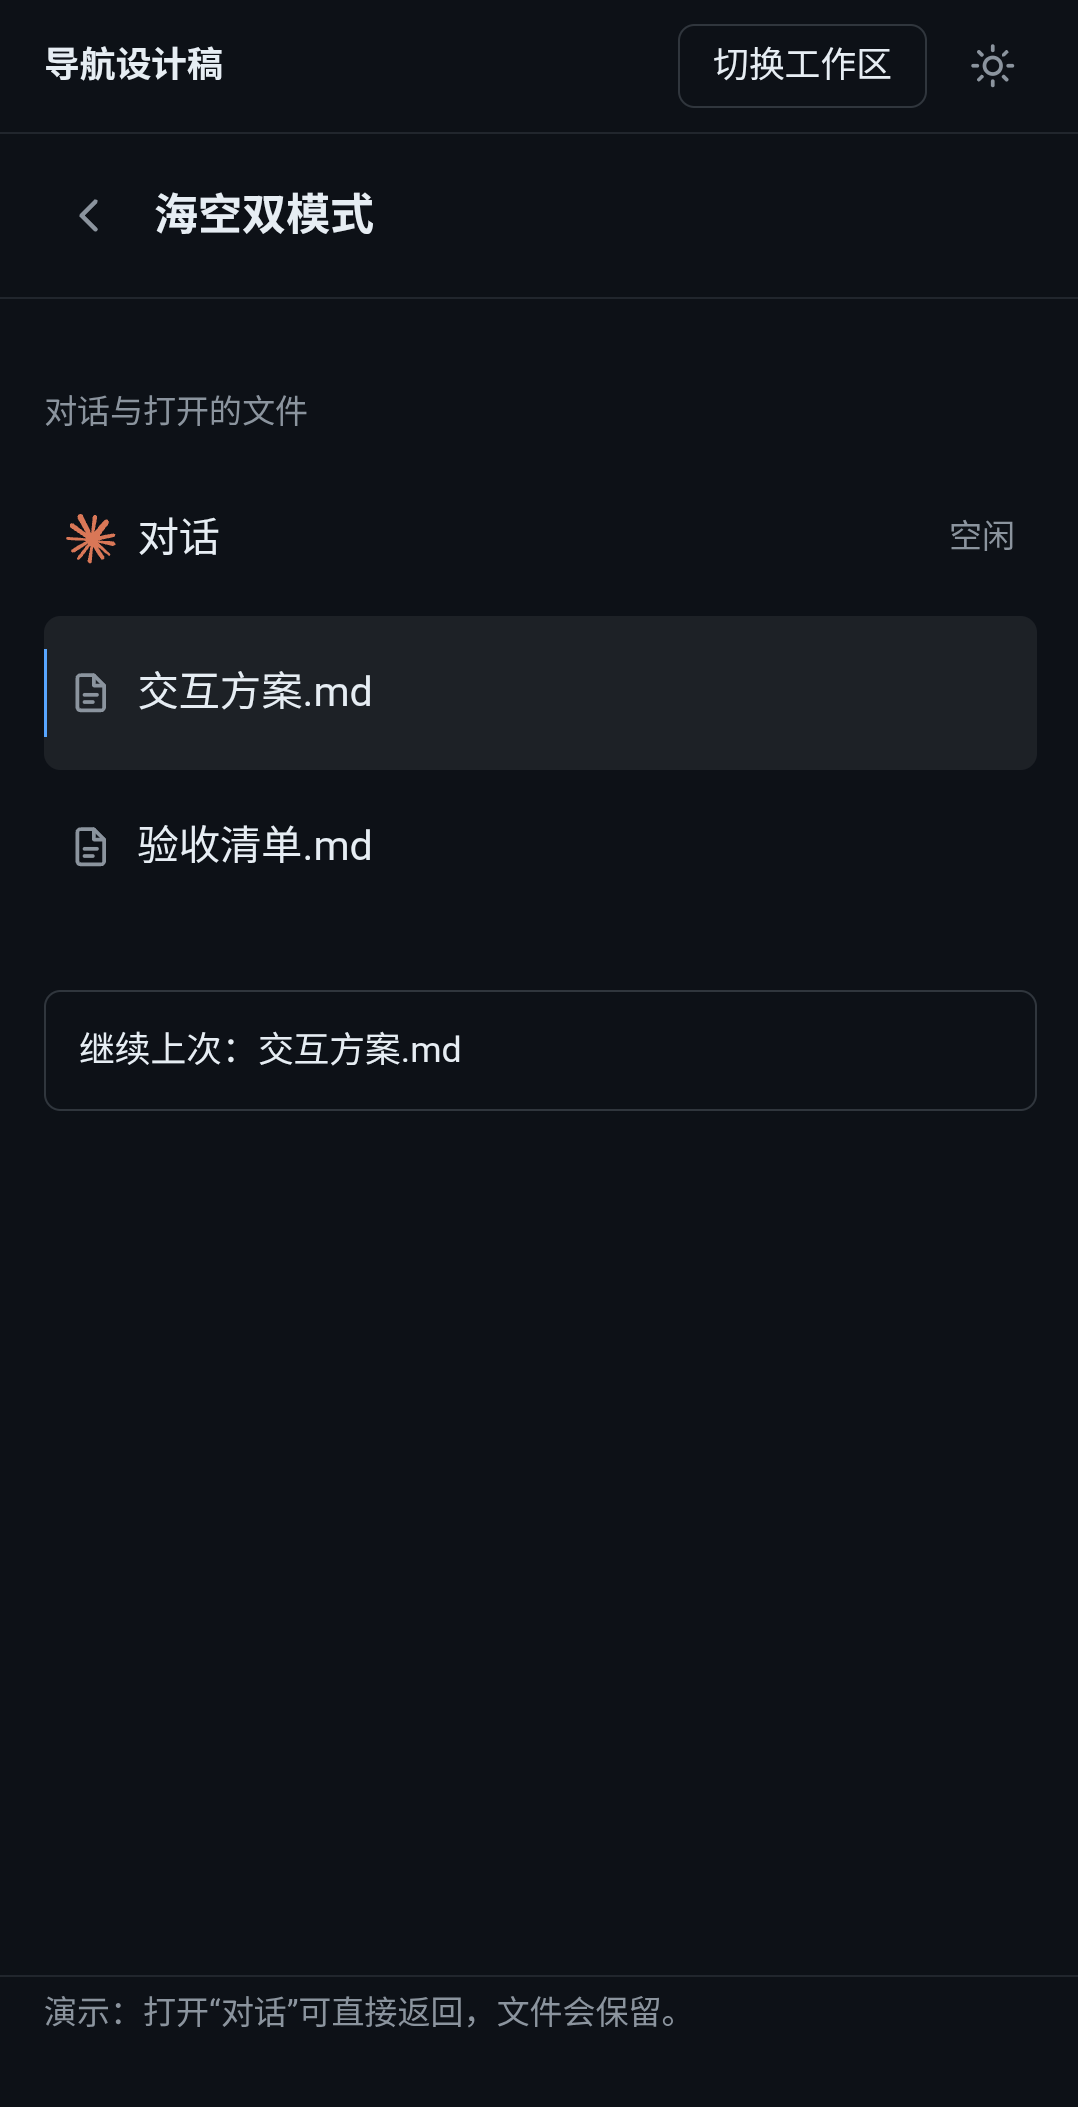 导航设计稿
切换工作区
海空双模式
对话与打开的文件
对话
空闲
交互方案.md
验收清单.md
继续上次：交互方案.md
演示：打开“对话”可直接返回，文件会保留。